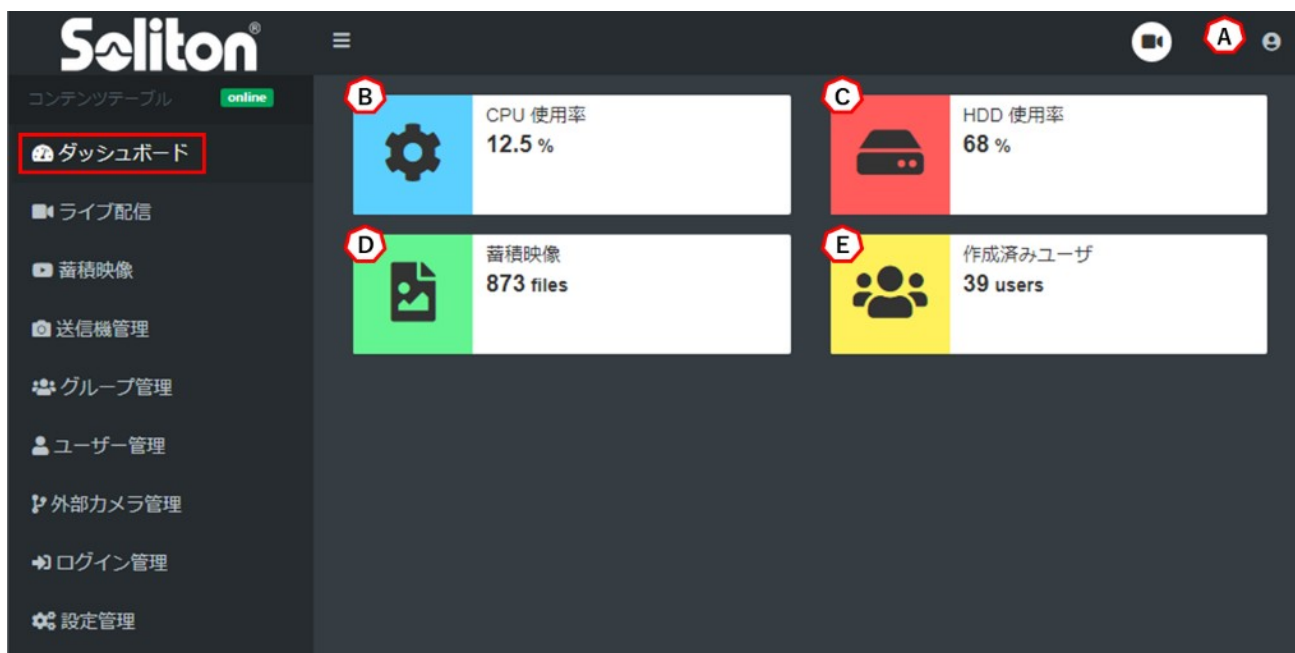 Soliton®
A
コンテンツテーブル online
ダッシュボード
ライブ配信
蓄積映像
送信機管理
グループ管理
ユーザー管理
外部カメラ管理
ログイン管理
設定管理
B
CPU 使用率
12.5 %
C
HDD 使用率
68 %
D
蓄積映像
873 files
E
作成済みユーザ
39 users